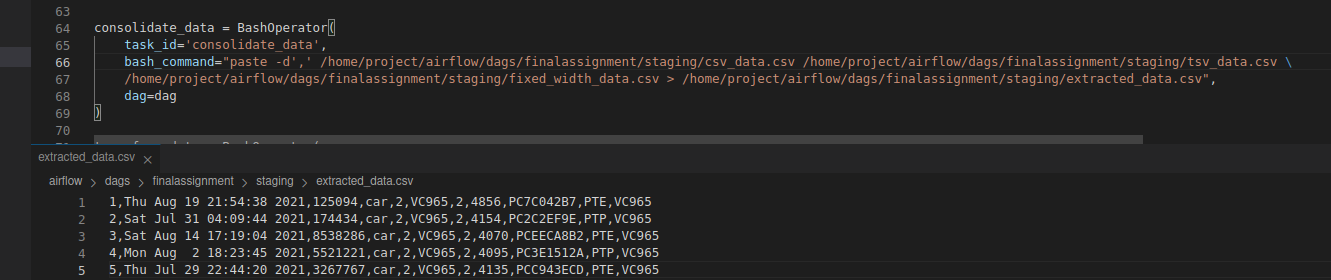 63
64 consolidate_data = BashOperator(
65 task_id='consolidate_data',
66 bash_command="paste -d',' /home/project/airflow/dags/finalassignment/staging/csv_data.csv /home/project/airflow/dags/finalassignment/staging/tsv_data.csv \
67 /home/project/airflow/dags/finalassignment/staging/fixed_width_data.csv > /home/project/airflow/dags/finalassignment/staging/extracted_data.csv",
68 dag=dag
69 )
70
extracted_data.csv ×
airflow > dags > finalassignment > staging > extracted_data.csv
1 1,Thu Aug 19 21:54:38 2021,125094,car,2,VC965,2,4856,PC7C042B7,PTE,VC965
2 2,Sat Jul 31 04:09:44 2021,174434,car,2,VC965,2,4154,PC2C2EF9E,PTP,VC965
3 3,Sat Aug 14 17:19:04 2021,8538286,car,2,VC965,2,4070,PCEECA8B2,PTE,VC965
4 4,Mon Aug  2 18:23:45 2021,5521221,car,2,VC965,2,4095,PC3E1512A,PTP,VC965
5 5,Thu Jul 29 22:44:20 2021,3267767,car,2,VC965,2,4135,PCC943ECD,PTE,VC965